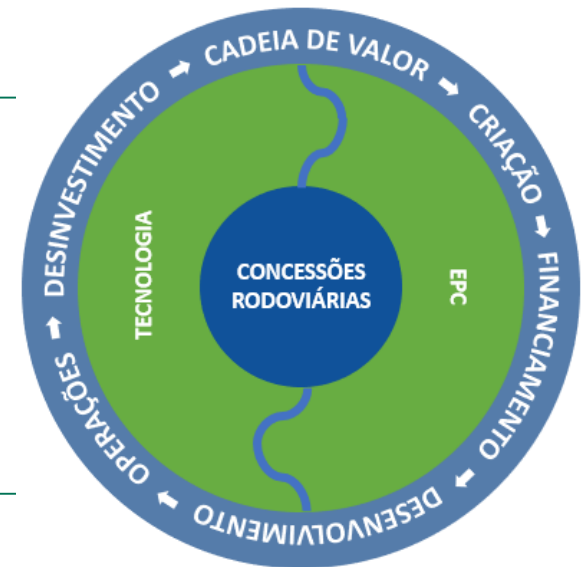 CADEIA DE VALOR
CRIAÇÃO
FINANCIAMENTO
DESENVOLVIMENTO
OPERAÇÕES
DESINVESTIMENTO
TECNOLOGIA
CONCESSÕES
RODOVIÁRIAS
EPC